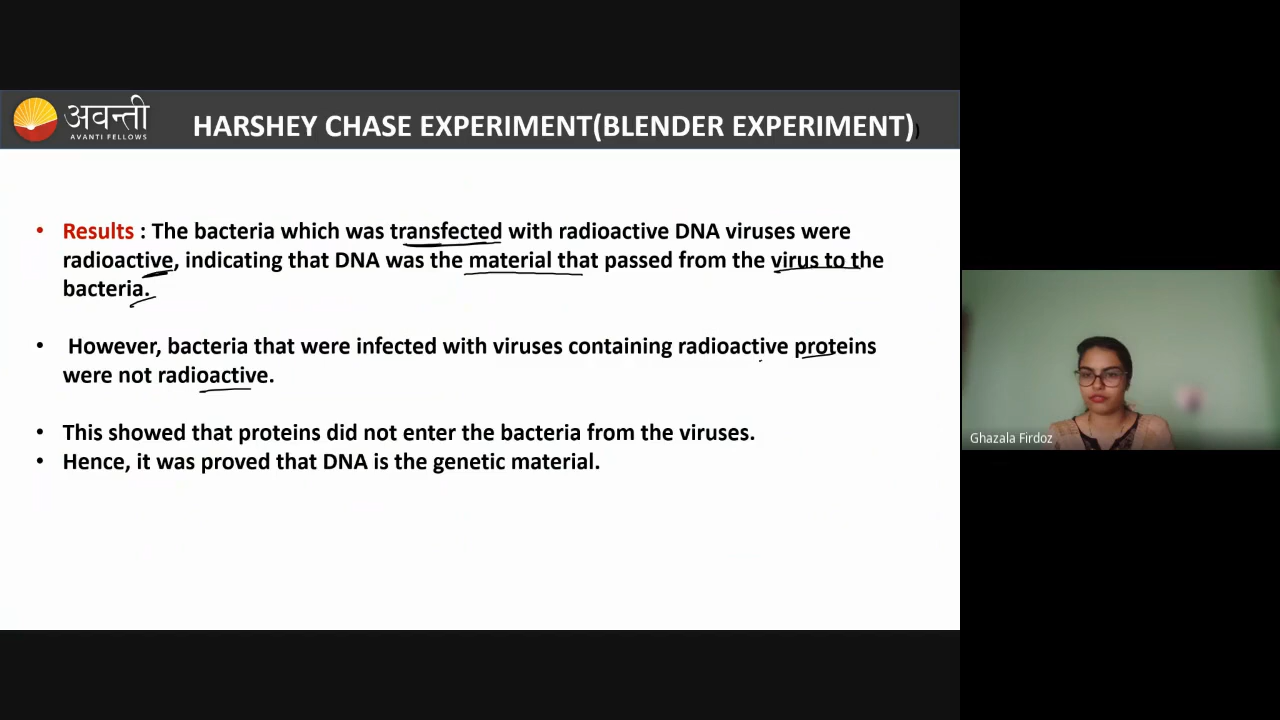 अवन्ती
AVANTI FELLOWS
HARSHEY CHASE EXPERIMENT(BLENDER EXPERIMENT))
• Results : The bacteria which was transfected with radioactive DNA viruses were
radioactive, indicating that DNA was the material that passed from the virus to the
bacteria.
• However, bacteria that were infected with viruses containing radioactive proteins
were not radioactive.
• This showed that proteins did not enter the bacteria from the viruses.
• Hence, it was proved that DNA is the genetic material.
Ghazala Firdoz